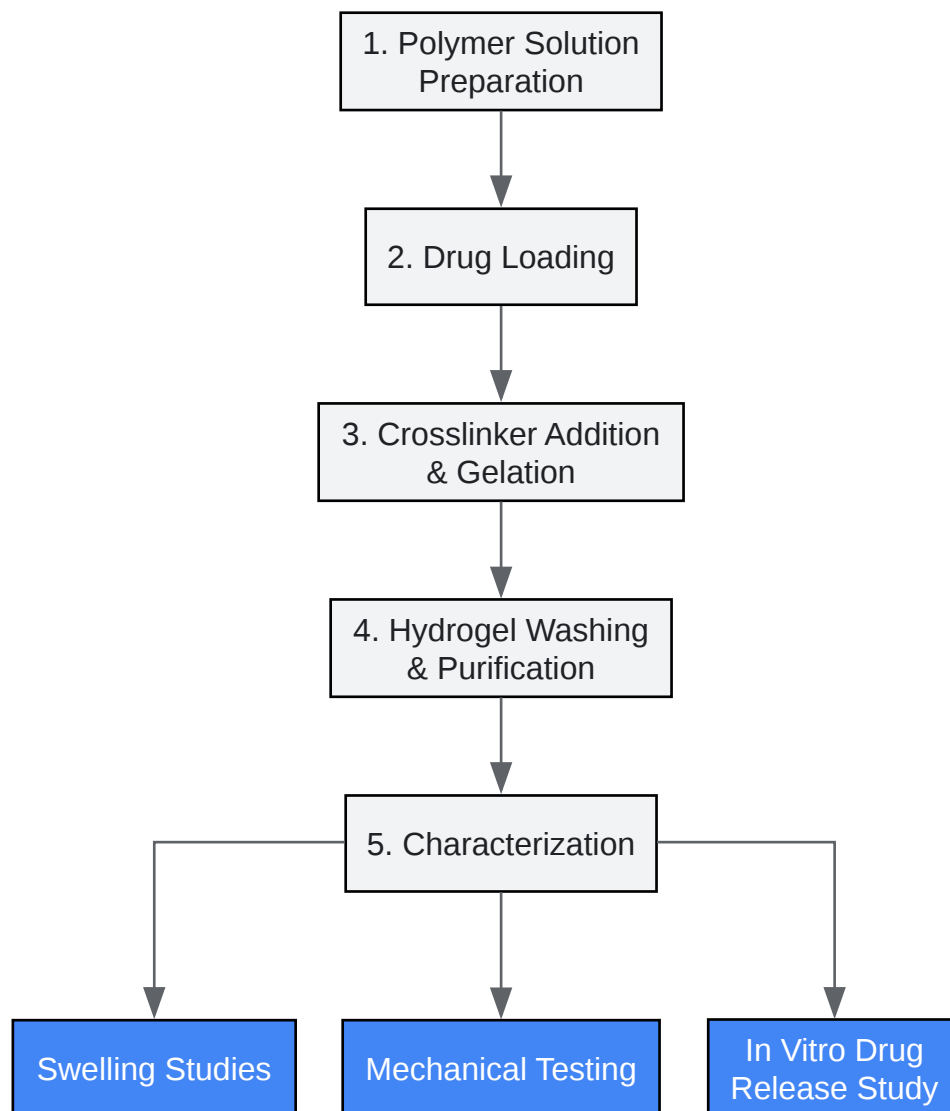 1. Polymer Solution
Preparation
2. Drug Loading
3. Crosslinker Addition
& Gelation
4. Hydrogel Washing
& Purification
5. Characterization
Swelling Studies
Mechanical Testing
In Vitro Drug
Release Study